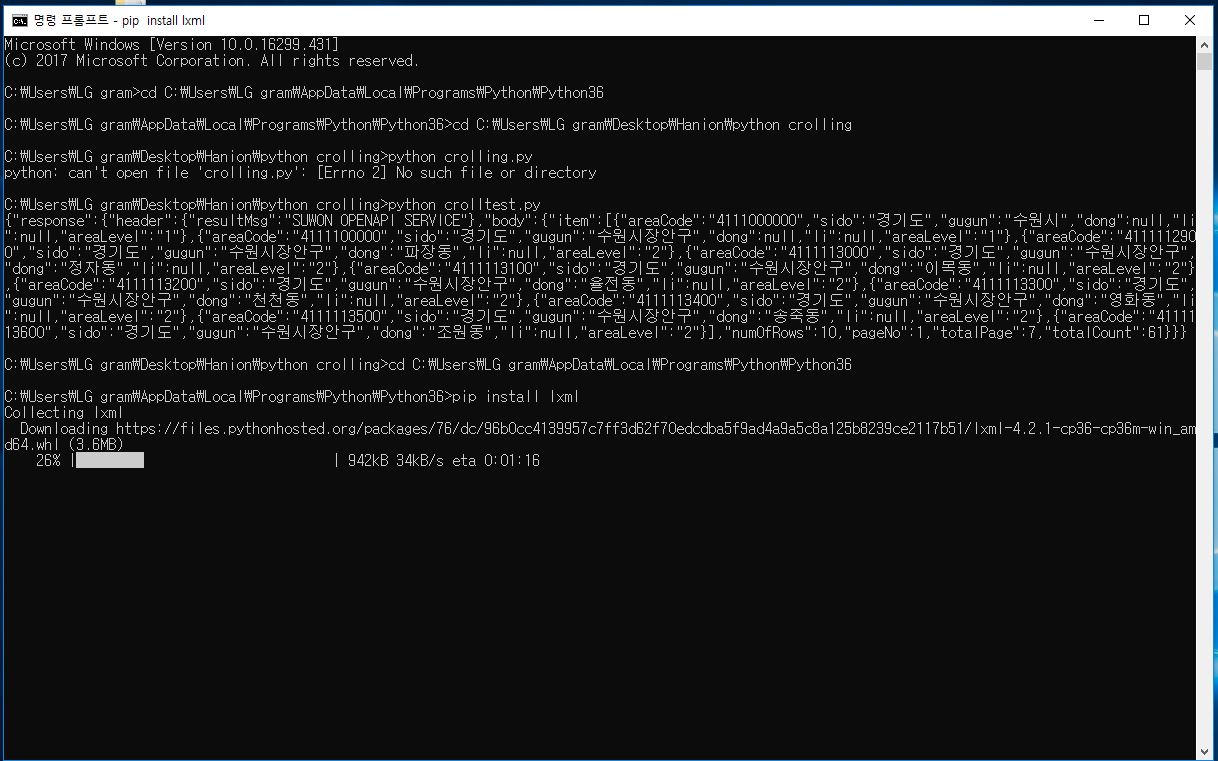 명령 프롬프트 - pip  install lxml
Microsoft Windows [Version 10.0.16299.431]
(c) 2017 Microsoft Corporation. All rights reserved.
C:₩Users₩LG gram>cd C:₩Users₩LG gram₩AppData₩Local₩Programs₩Python₩Python36
C:₩Users₩LG gram₩AppData₩Local₩Programs₩Python₩Python36>cd C:₩Users₩LG gram₩Desktop₩Hanion₩python crolling
C:₩Users₩LG gram₩Desktop₩Hanion₩python crolling>python crolling.py
python: can't open file 'crolling.py': [Errno 2] No such file or directory
C:₩Users₩LG gram₩Desktop₩Hanion₩python crolling>python crolltest.py
{"response":{"header":{"resultMsg":"SUWON OPENAPI SERVICE"},"body":{"item":[{"areaCode":"4111000000","sido":"경기도","gugun":"수원시","dong":null,"li
":null,"areaLevel":"1"},{"areaCode":"4111100000","sido":"경기도","gugun":"수원시장안구","dong":null,"li":null,"areaLevel":"1"},{"areaCode":"411111290
0","sido":"경기도","gugun":"수원시장안구","dong":"파장동","li":null,"areaLevel":"2"},{"areaCode":"4111113000","sido":"경기도","gugun":"수원시장안구",
"dong":"정자동","li":null,"areaLevel":"2"},{"areaCode":"4111113100","sido":"경기도","gugun":"수원시장안구","dong":"이목동","li":null,"areaLevel":"2"}
,{"areaCode":"4111113200","sido":"경기도","gugun":"수원시장안구","dong":"율전동","li":null,"areaLevel":"2"},{"areaCode":"4111113300","sido":"경기도",
"gugun":"수원시장안구","dong":"천천동","li":null,"areaLevel":"2"},{"areaCode":"4111113400","sido":"경기도","gugun":"수원시장안구","dong":"영화동","li
":null,"areaLevel":"2"},{"areaCode":"4111113500","sido":"경기도","gugun":"수원시장안구","dong":"송죽동","li":null,"areaLevel":"2"},{"areaCode":"41111
13600","sido":"경기도","gugun":"수원시장안구","dong":"조원동","li":null,"areaLevel":"2"}],"numOfRows":10,"pageNo":1,"totalPage":7,"totalCount":61}}}
C:₩Users₩LG gram₩Desktop₩Hanion₩python crolling>cd C:₩Users₩LG gram₩AppData₩Local₩Programs₩Python₩Python36
C:₩Users₩LG gram₩AppData₩Local₩Programs₩Python₩Python36>pip install lxml
Collecting lxml
Downloading https://files.pythonhosted.org/packages/76/dc/96b0cc4139957c7ff3d62f70edcdba5f9ad4a9a5c8a125b8239ce2117b51/lxml-4.2.1-cp36-cp36m-win_am
d64.whl (3.6MB)
26% | | 942kB 34kB/s eta 0:01:16